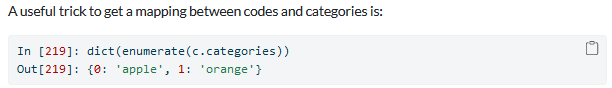 A useful trick to get a mapping between codes and categories is:
In [219]: dict(enumerate(c.categories))
Out[219]: {0: 'apple', 1: 'orange'}